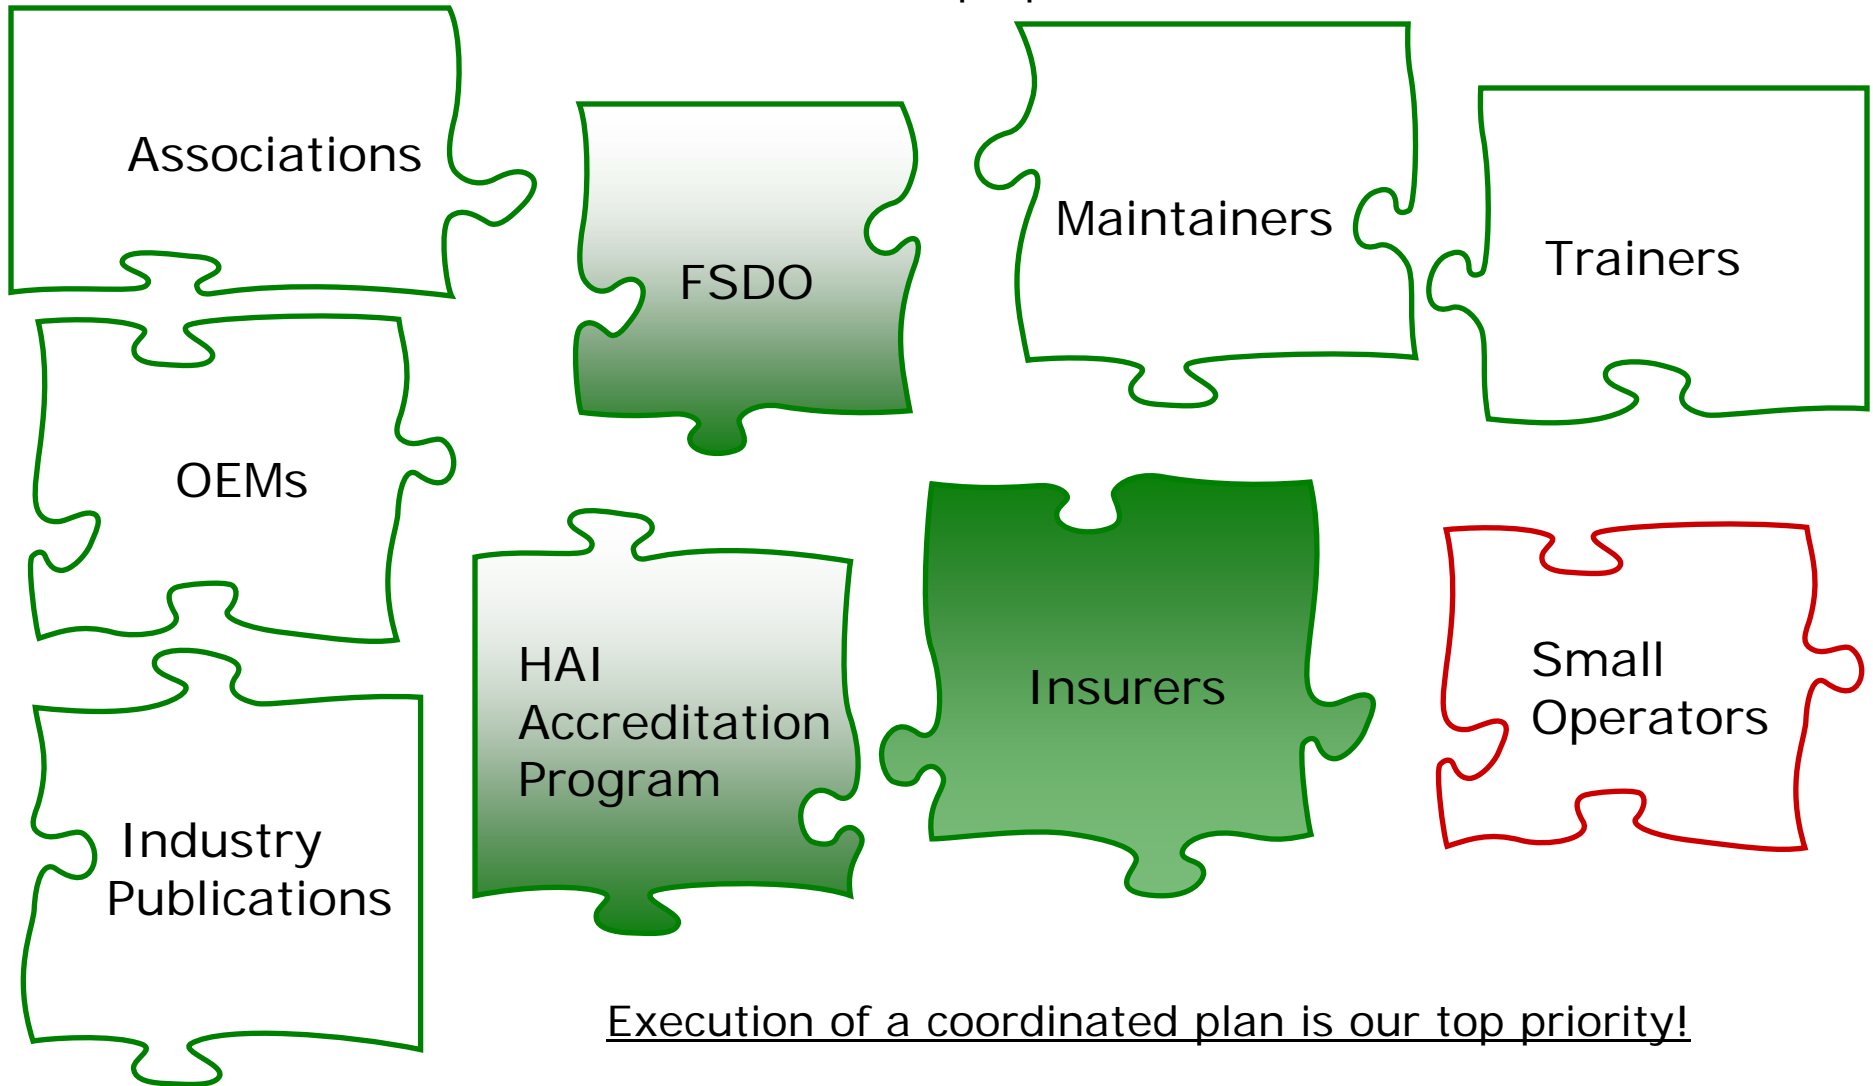 Associations
FSDO
Maintainers
Trainers
OEMs
HAI
Accreditation
Program
Insurers
Small
Operators
Industry
Publications
Execution of a coordinated plan is our top priority!